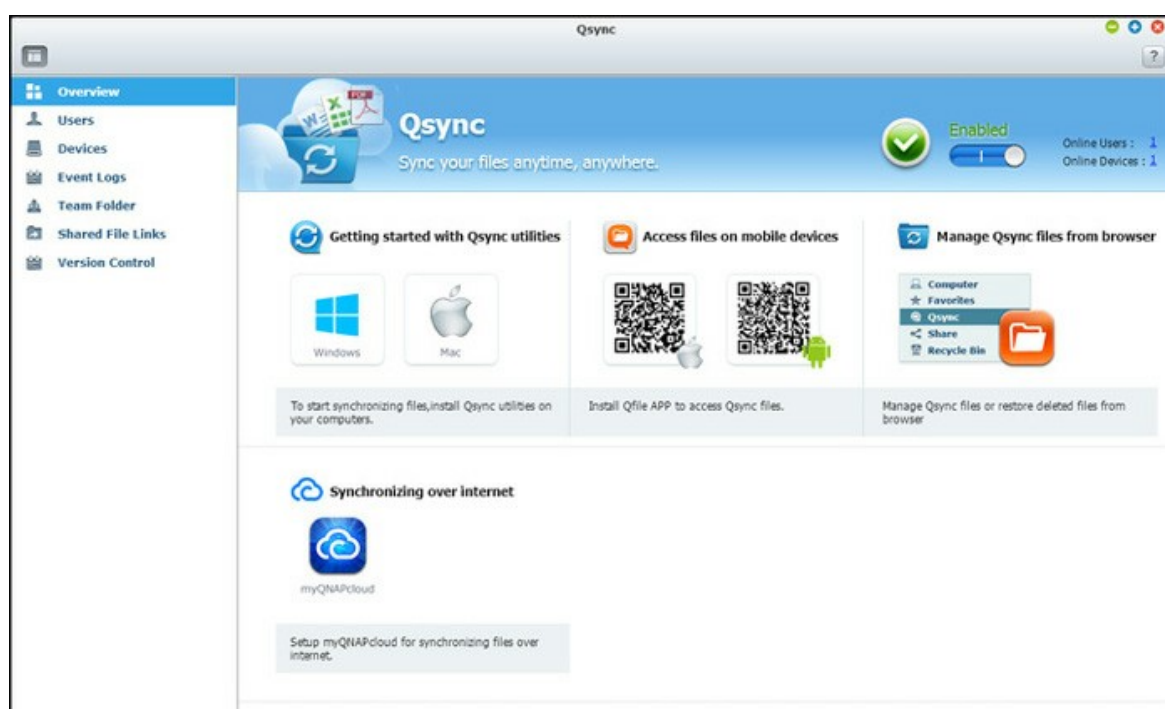 Qsync
?
Overview
Users
Devices
Event Logs
Team Folder
Shared File Links
Version Control
W
X
PDF
Qsync
Sync your files anytime, anywhere.
Enabled
Online Users : 1
Online Devices : 1
Getting started with Qsync utilities
Windows
Mac
To start synchronizing files,install Qsync utilities on
your computers.
Access files on mobile devices
Install Qfile APP to access Qsync files.
Manage Qsync files from browser
Computer
Favorites
Qsync
Share
Recycle Bin
Manage Qsync files or restore deleted files from
browser
Synchronizing over internet
myQNAPcloud
Setup myQNAPcloud for synchronizing files over
internet.